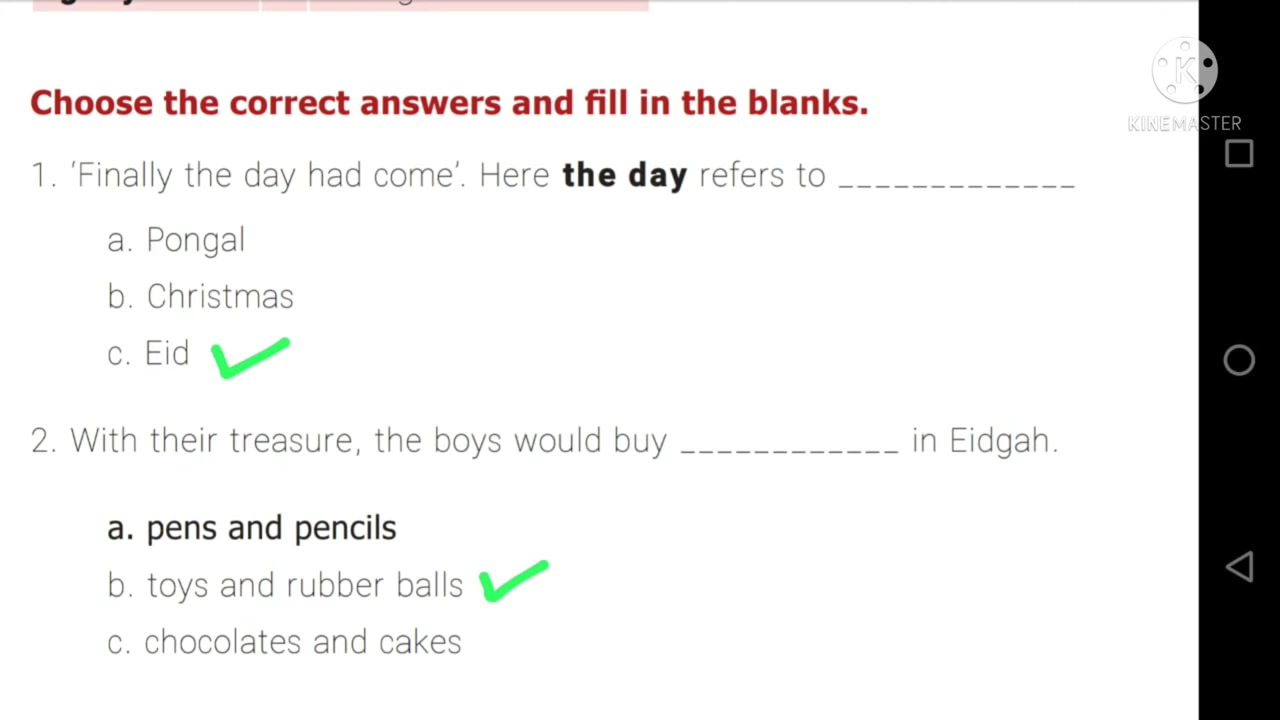 Choose the correct answers and fill in the blanks.
KINEMASTER
1. 'Finally the day had come'. Here the day refers to _____________
a. Pongal
b. Christmas
c. Eid
2. With their treasure, the boys would buy ____________ in Eidgah.
a. pens and pencils
b. toys and rubber balls
c. chocolates and cakes